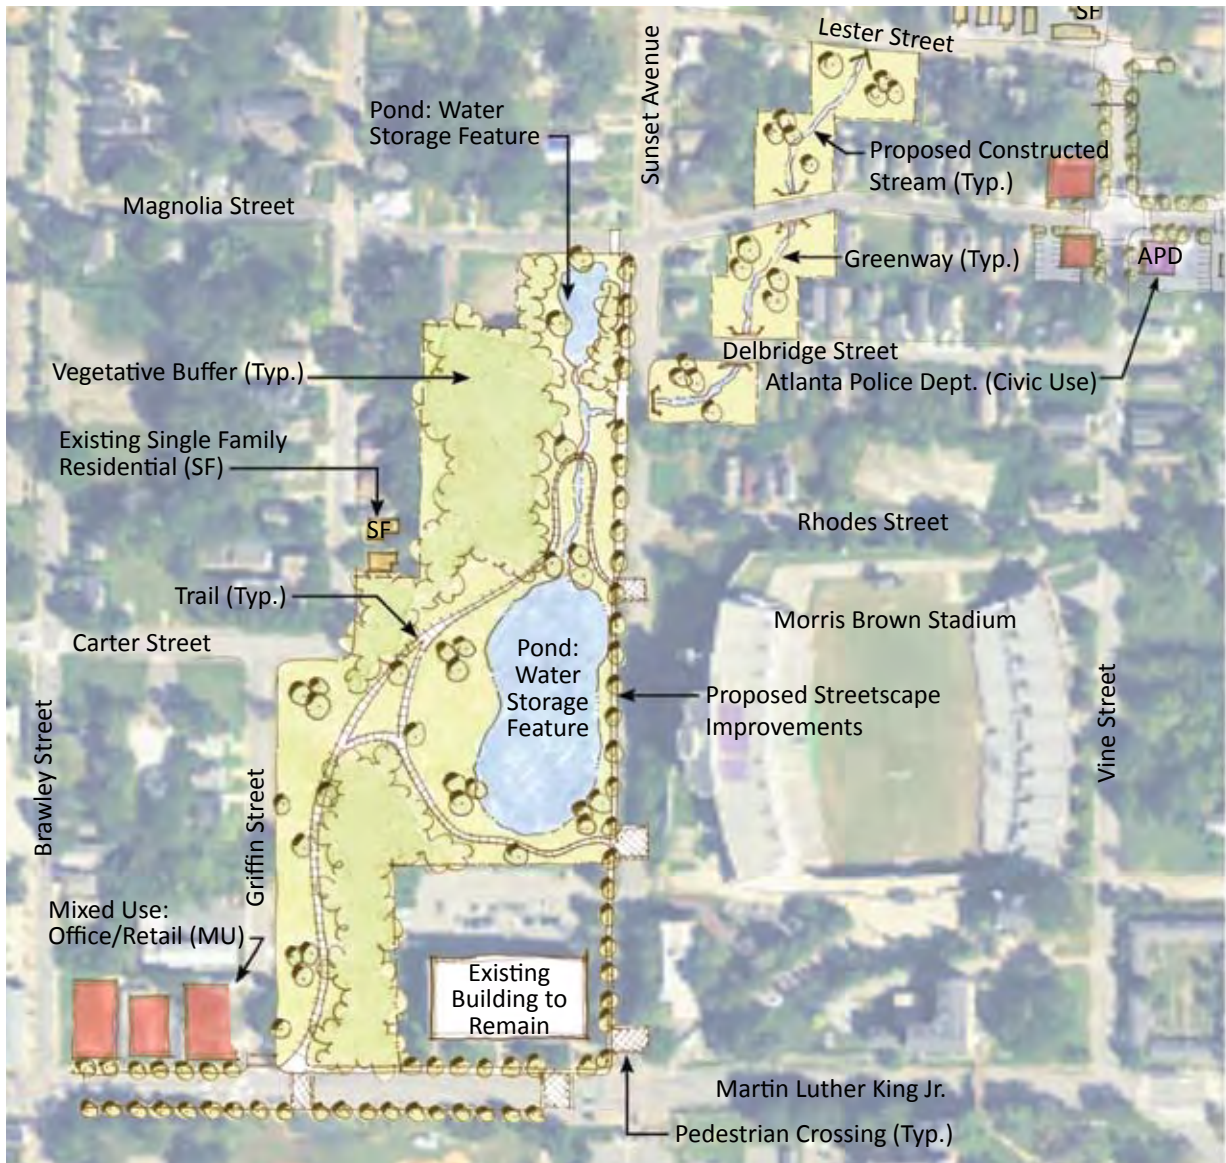 SF
Lester Street
Sunset Avenue
Pond: Water
Storage Feature
Proposed Constructed
Stream (Typ.)
Magnolia Street
Greenway (Typ.)
APD
Delbridge Street
Vegetative Buffer (Typ.)
Atlanta Police Dept. (Civic Use)
Existing Single Family
Residential (SF)
SF
Rhodes Street
Trail (Typ.)
Morris Brown Stadium
Carter Street
Pond:
Water
Storage
Feature
Proposed Streetscape
Improvements
Vine Street
Brawley Street
Griffin Street
Mixed Use:
Office/Retail (MU)
Existing
Building to
Remain
Martin Luther King Jr.
Pedestrian Crossing (Typ.)